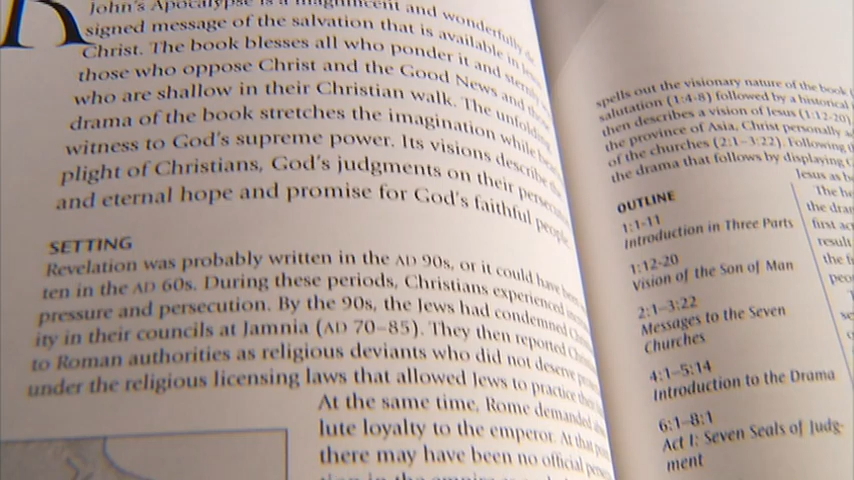 John's Apocalypse is a magnificent and wonderfully
signed message of the salvation that is available in
Christ. The book blesses all who ponder it and
those who oppose Christ and the Good News and those
who are shallow in their Christian walk. The unfolding
drama of the book stretches the imagination while
witness to God's supreme power. Its visions describe the
plight of Christians, God's judgments on their
and eternal hope and promise for God's faithful people.
SETTING
Revelation was probably written in the AD 90s, or it could have
ten in the AD 60s. During these periods, Christians experienced
pressure and persecution. By the 90s, the Jews had condemned
ity in their councils at Jamnia (AD 70–85). They then reported
to Roman authorities as religious deviants who did not deserve
under the religious licensing laws that allowed Jews to practice their
At the same time, Rome demanded
lute loyalty to the emperor. At that
there may have been no official
spells out the visionary nature of the book
salutation (1:4-8) followed by a historical
then describes a vision of Jesus (1:12-20)
the province of Asia, Christ personally
of the churches (2:1–3:22). Following
the drama that follows by displaying
Jesus as
OUTLINE
1:1-11
Introduction in Three Parts
1:12-20
Vision of the Son of Man
2:1–3:22
Messages to the Seven
Churches
4:1–5:14
Introduction to the Drama
6:1–8:1
Act I: Seven Seals of Judg-
ment
The
the
first
result
the